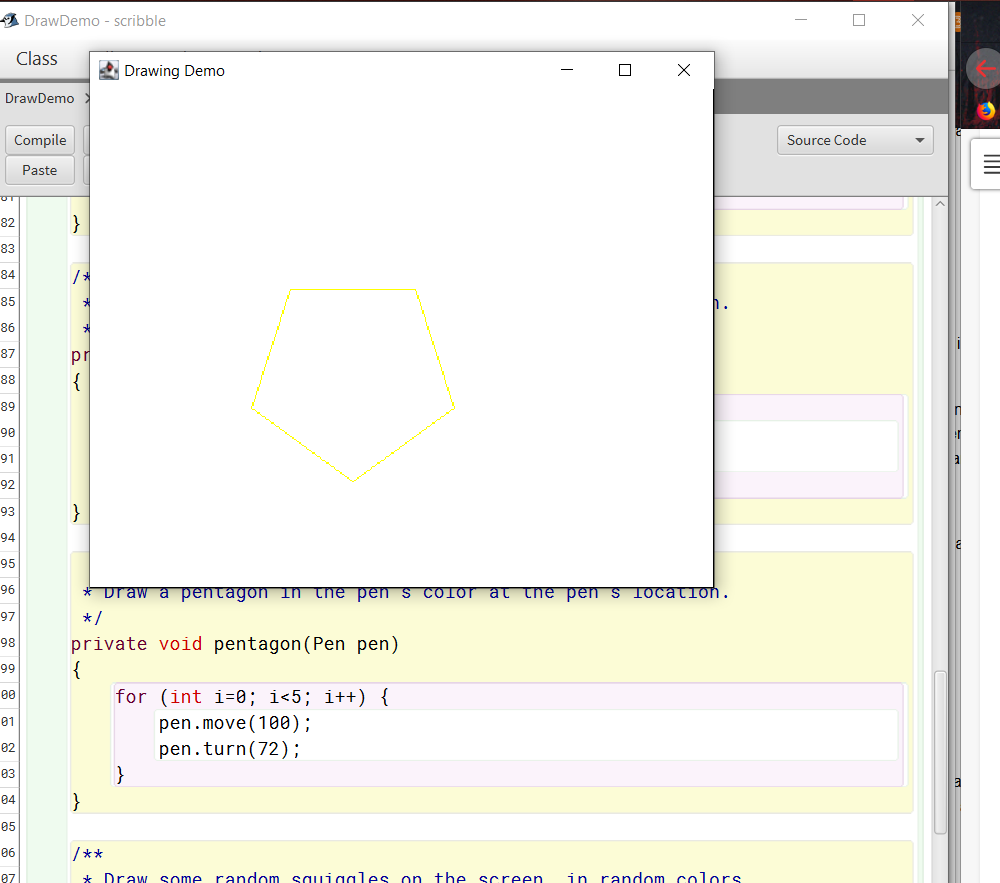 DrawDemo - scribble
Class
Drawing Demo
DrawDemo
Compile
Source Code
Paste
81
82 }
83
84 /*
85 * n.
86 *
87 pr
88 {
89
90
91
92
93 }
94
95
96 * Draw a pentagon in the pen's color at the pen's location.
97 */
98 private void pentagon(Pen pen)
99 {
00 for (int i=0; i<5; i++) {
01 pen.move(100);
02 pen.turn(72);
03 }
04 }
05
06 /**
07 * Draw some random squiggles on the screen, in random colors.